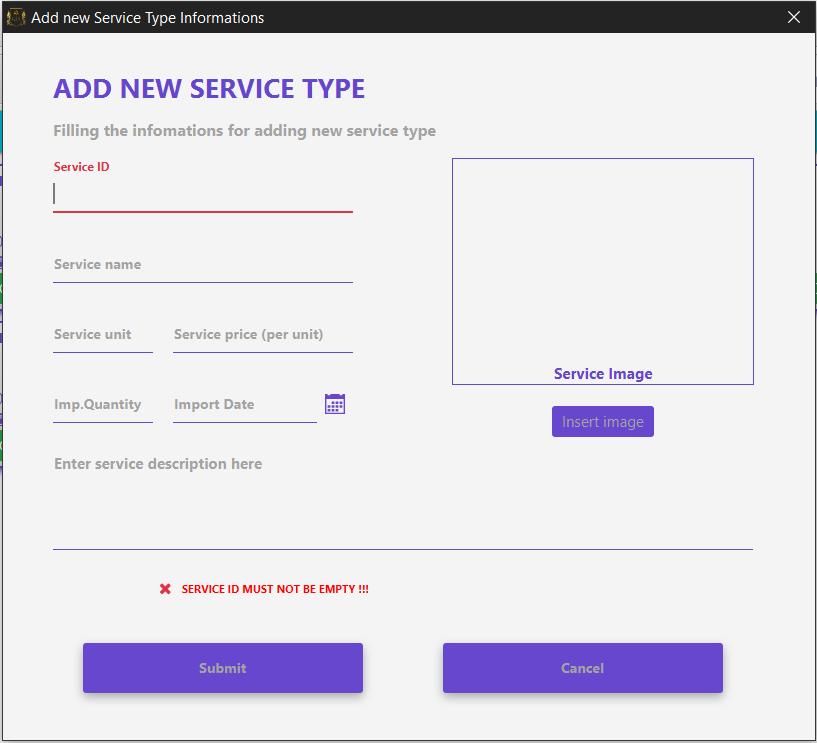 Add new Service Type Informations
ADD NEW SERVICE TYPE
Filling the infomations for adding new service type
Service ID
Service name
Service unit
Service price (per unit)
Imp.Quantity
Import Date
Service Image
Insert image
Enter service description here
SERVICE ID MUST NOT BE EMPTY !!!
Submit
Cancel